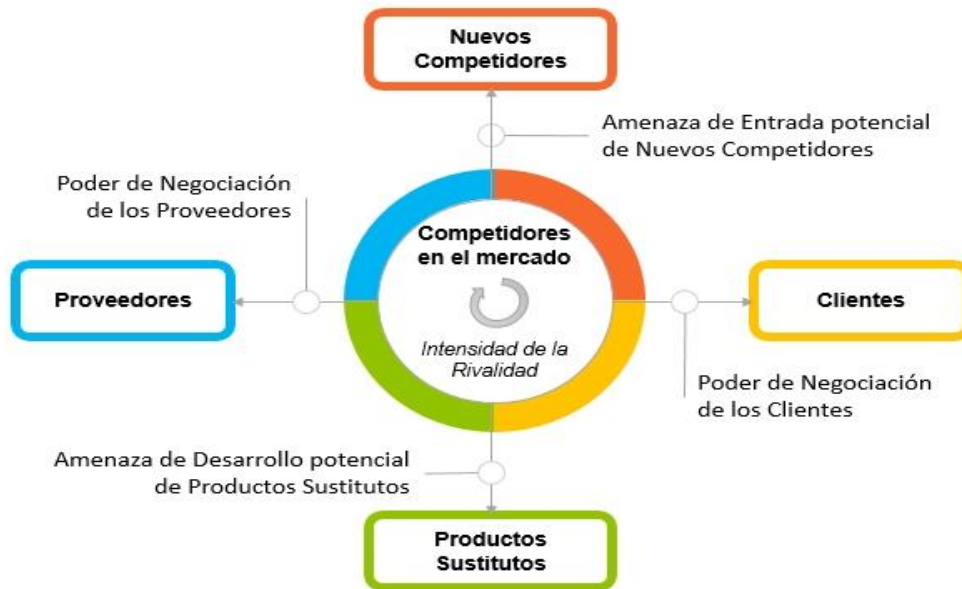 Nuevos
Competidores
Amenaza de Entrada potencial
de Nuevos Competidores
Poder de Negociación
de los Proveedores
Competidores
en el mercado
Proveedores
Clientes
Intensidad de la
Rivalidad
Poder de Negociación
de los Clientes
Amenaza de Desarrollo potencial
de Productos Sustitutos
Productos
Sustitutos